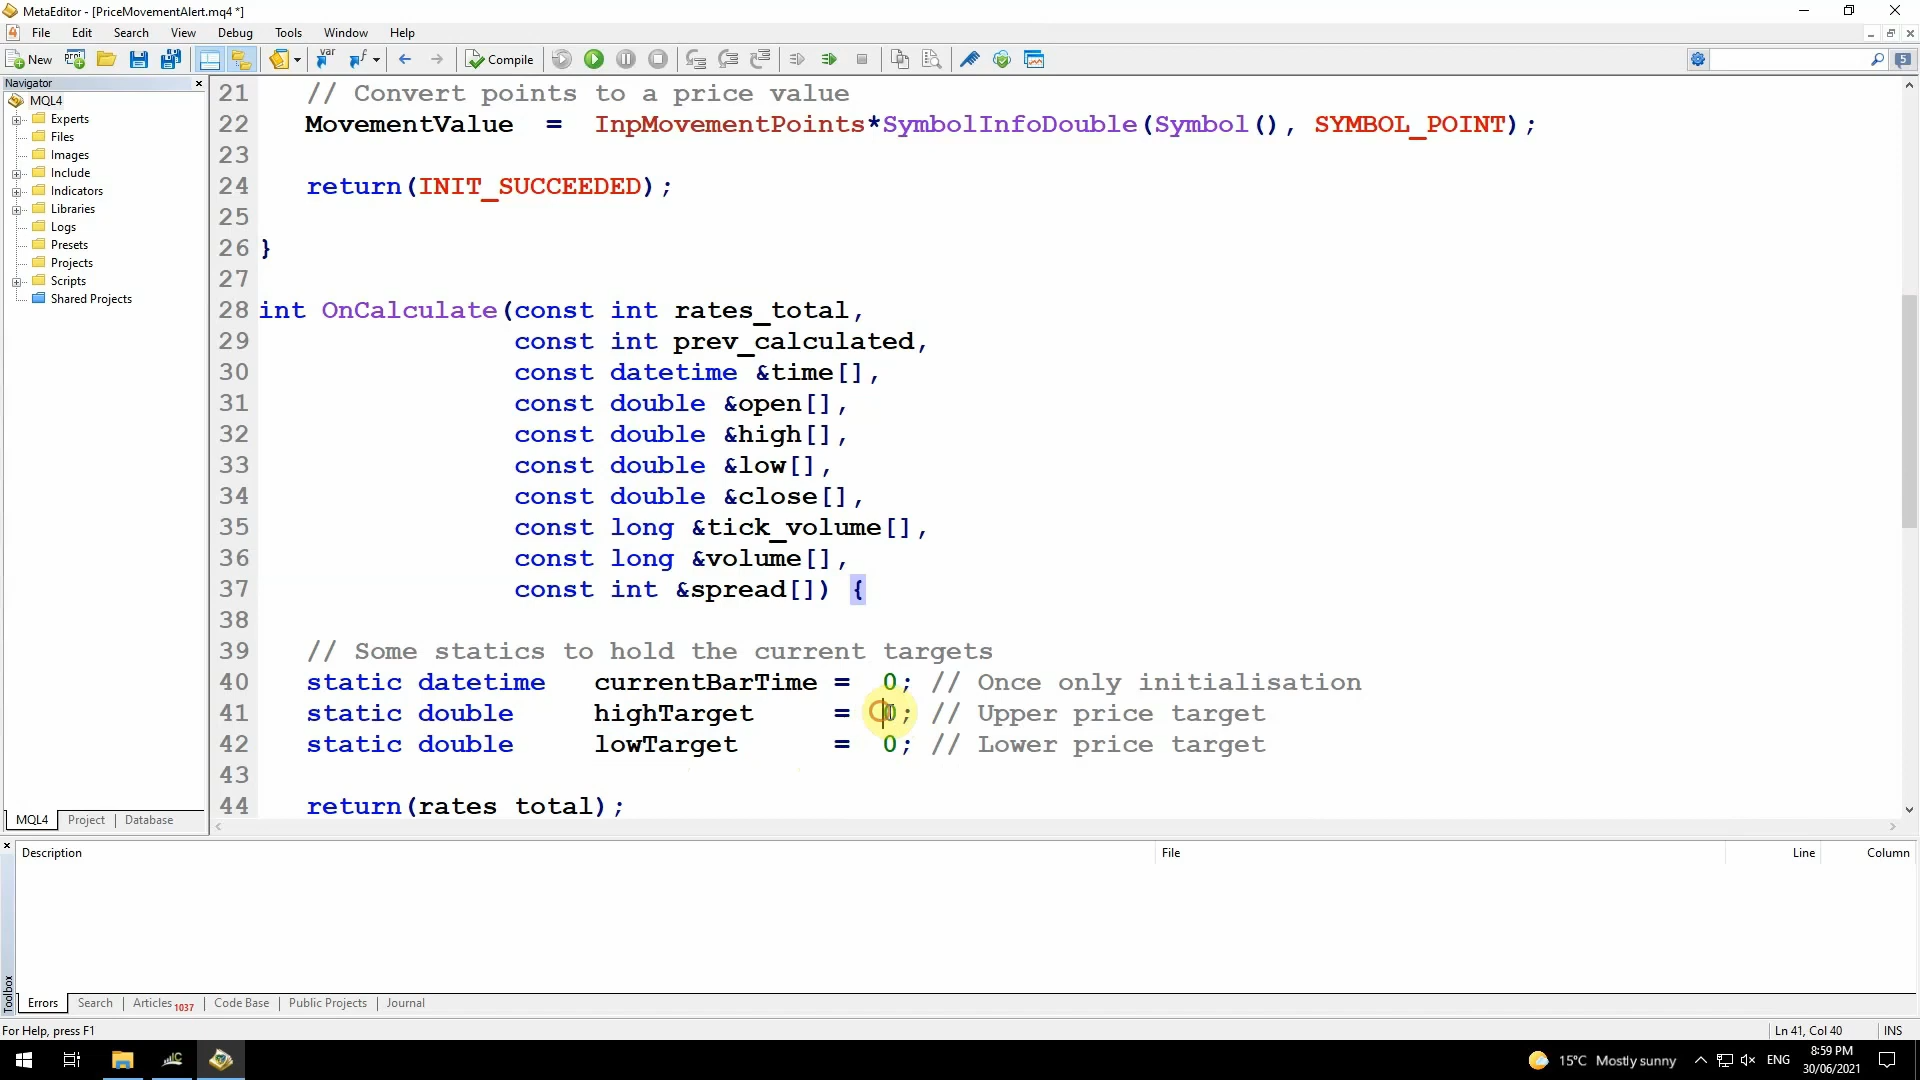 MetaEditor - [PriceMovementAlert.mq4 *]
File Edit Search View Debug Tools Window Help
New Compile 5
Navigator
MQL4
Experts
Files
Images
Include
Indicators
Libraries
Logs
Presets
Projects
Scripts
Shared Projects
MQL4 Project Database
21 // Convert points to a price value
22 MovementValue = InpMovementPoints*SymbolInfoDouble(Symbol(), SYMBOL_POINT);
23
24 return(INIT_SUCCEEDED);
25
26 }
27
28 int OnCalculate(const int rates_total,
29 const int prev_calculated,
30 const datetime &time[],
31 const double &open[],
32 const double &high[],
33 const double &low[],
34 const double &close[],
35 const long &tick_volume[],
36 const long &volume[],
37 const int &spread[]) {
38
39 // Some statics to hold the current targets
40 static datetime currentBarTime = 0; // Once only initialisation
41 static double highTarget = 0; // Upper price target
42 static double lowTarget = 0; // Lower price target
43
44 return(rates total);
Description File Line Column
Toolbox
Errors Search Articles 1037 Code Base Public Projects Journal
For Help, press F1 Ln 41, Col 40 INS
15°C Mostly sunny ENG 8:59 PM
30/06/2021